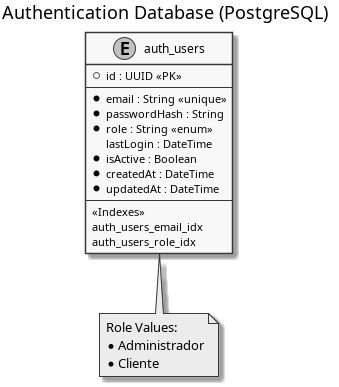 Authentication Database (PostgreSQL)
E auth_users
id : UUID «PK»
email : String «unique»
passwordHash : String
role : String «enum»
lastLogin : DateTime
isActive : Boolean
createdAt : DateTime
updatedAt : DateTime
«Indexes»
auth_users_email_idx
auth_users_role_idx
Role Values:
• Administrador
• Cliente